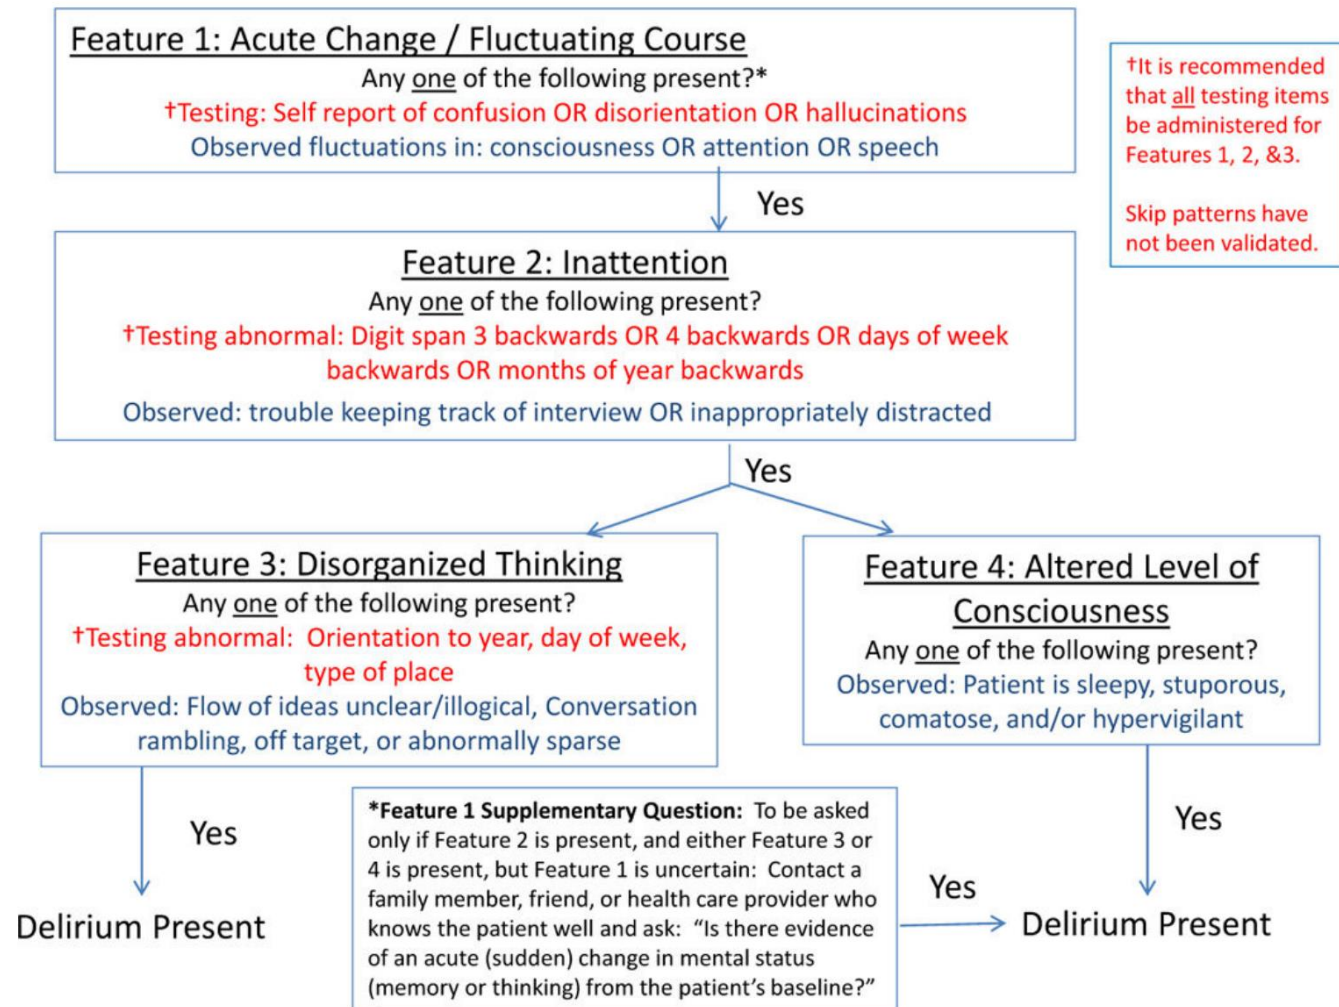 Feature 1: Acute Change / Fluctuating Course
Any one of the following present?*
†Testing: Self report of confusion OR disorientation OR hallucinations
Observed fluctuations in: consciousness OR attention OR speech
†It is recommended
that all testing items
be administered for
Features 1, 2, &3.
Skip patterns have
not been validated.
Yes
Feature 2: Inattention
Any one of the following present?
†Testing abnormal: Digit span 3 backwards OR 4 backwards OR days of week
backwards OR months of year backwards
Observed: trouble keeping track of interview OR inappropriately distracted
Yes
Feature 3: Disorganized Thinking
Any one of the following present?
†Testing abnormal:  Orientation to year, day of week,
type of place
Observed: Flow of ideas unclear/illogical, Conversation
rambling, off target, or abnormally sparse
Feature 4: Altered Level of
Consciousness
Any one of the following present?
Observed: Patient is sleepy, stuporous,
comatose, and/or hypervigilant
Yes
Delirium Present
*Feature 1 Supplementary Question:  To be asked
only if Feature 2 is present, and either Feature 3 or
4 is present, but Feature 1 is uncertain:  Contact a
family member, friend, or health care provider who
knows the patient well and ask:  “Is there evidence
of an acute (sudden) change in mental status
(memory or thinking) from the patient’s baseline?”
Yes
Yes
Delirium Present